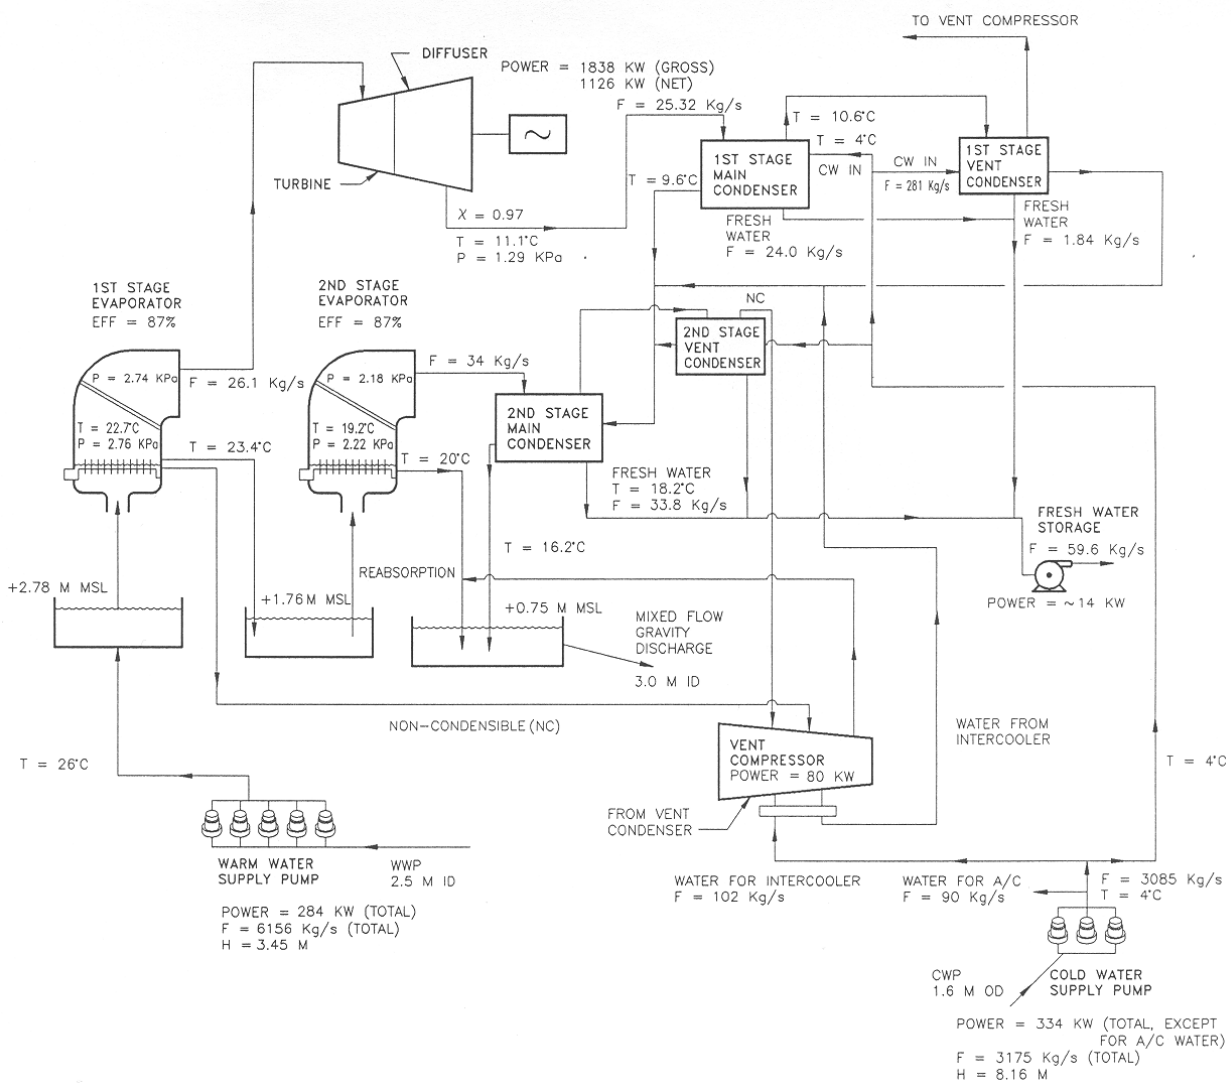 TO VENT COMPRESSOR
DIFFUSER
POWER = 1838 KW (GROSS)
1126 KW (NET)
F = 25.32 Kg/s
TURBINE
T = 10.6°C
T = 4°C
1ST STAGE
MAIN
CONDENSER
CW IN
CW IN
F = 281 Kg/s
1ST STAGE
VENT
CONDENSER
T = 9.6°C
X = 0.97
T = 11.1°C
P = 1.29 KPa
FRESH
WATER
F = 24.0 Kg/s
FRESH
WATER
F = 1.84 Kg/s
1ST STAGE
EVAPORATOR
EFF = 87%
2ND STAGE
EVAPORATOR
EFF = 87%
NC
2ND STAGE
VENT
CONDENSER
P = 2.74 KPa
F = 26.1 Kg/s
P = 2.18 KPa
F = 34 Kg/s
T = 22.7°C
P = 2.76 KPa
T = 23.4°C
T = 19.2°C
P = 2.22 KPa
T = 20°C
2ND STAGE
MAIN
CONDENSER
FRESH WATER
T = 18.2°C
F = 33.8 Kg/s
FRESH WATER
STORAGE
F = 59.6 Kg/s
POWER = ~14 KW
T = 16.2°C
REABSORPTION
+2.78 M MSL
+1.76 M MSL
+0.75 M MSL
MIXED FLOW
GRAVITY
DISCHARGE
3.0 M ID
NON-CONDENSIBLE (NC)
WATER FROM
INTERCOOLER
VENT
COMPRESSOR
POWER = 80 KW
T = 26°C
T = 4°C
FROM VENT
CONDENSER
WARM WATER
SUPPLY PUMP
WWP
2.5 M ID
POWER = 284 KW (TOTAL)
F = 6156 Kg/s (TOTAL)
H = 3.45 M
WATER FOR INTERCOOLER
F = 102 Kg/s
WATER FOR A/C
F = 90 Kg/s
F = 3085 Kg/s
T = 4°C
CWP
1.6 M OD
COLD WATER
SUPPLY PUMP
POWER = 334 KW (TOTAL, EXCEPT
FOR A/C WATER)
F = 3175 Kg/s (TOTAL)
H = 8.16 M